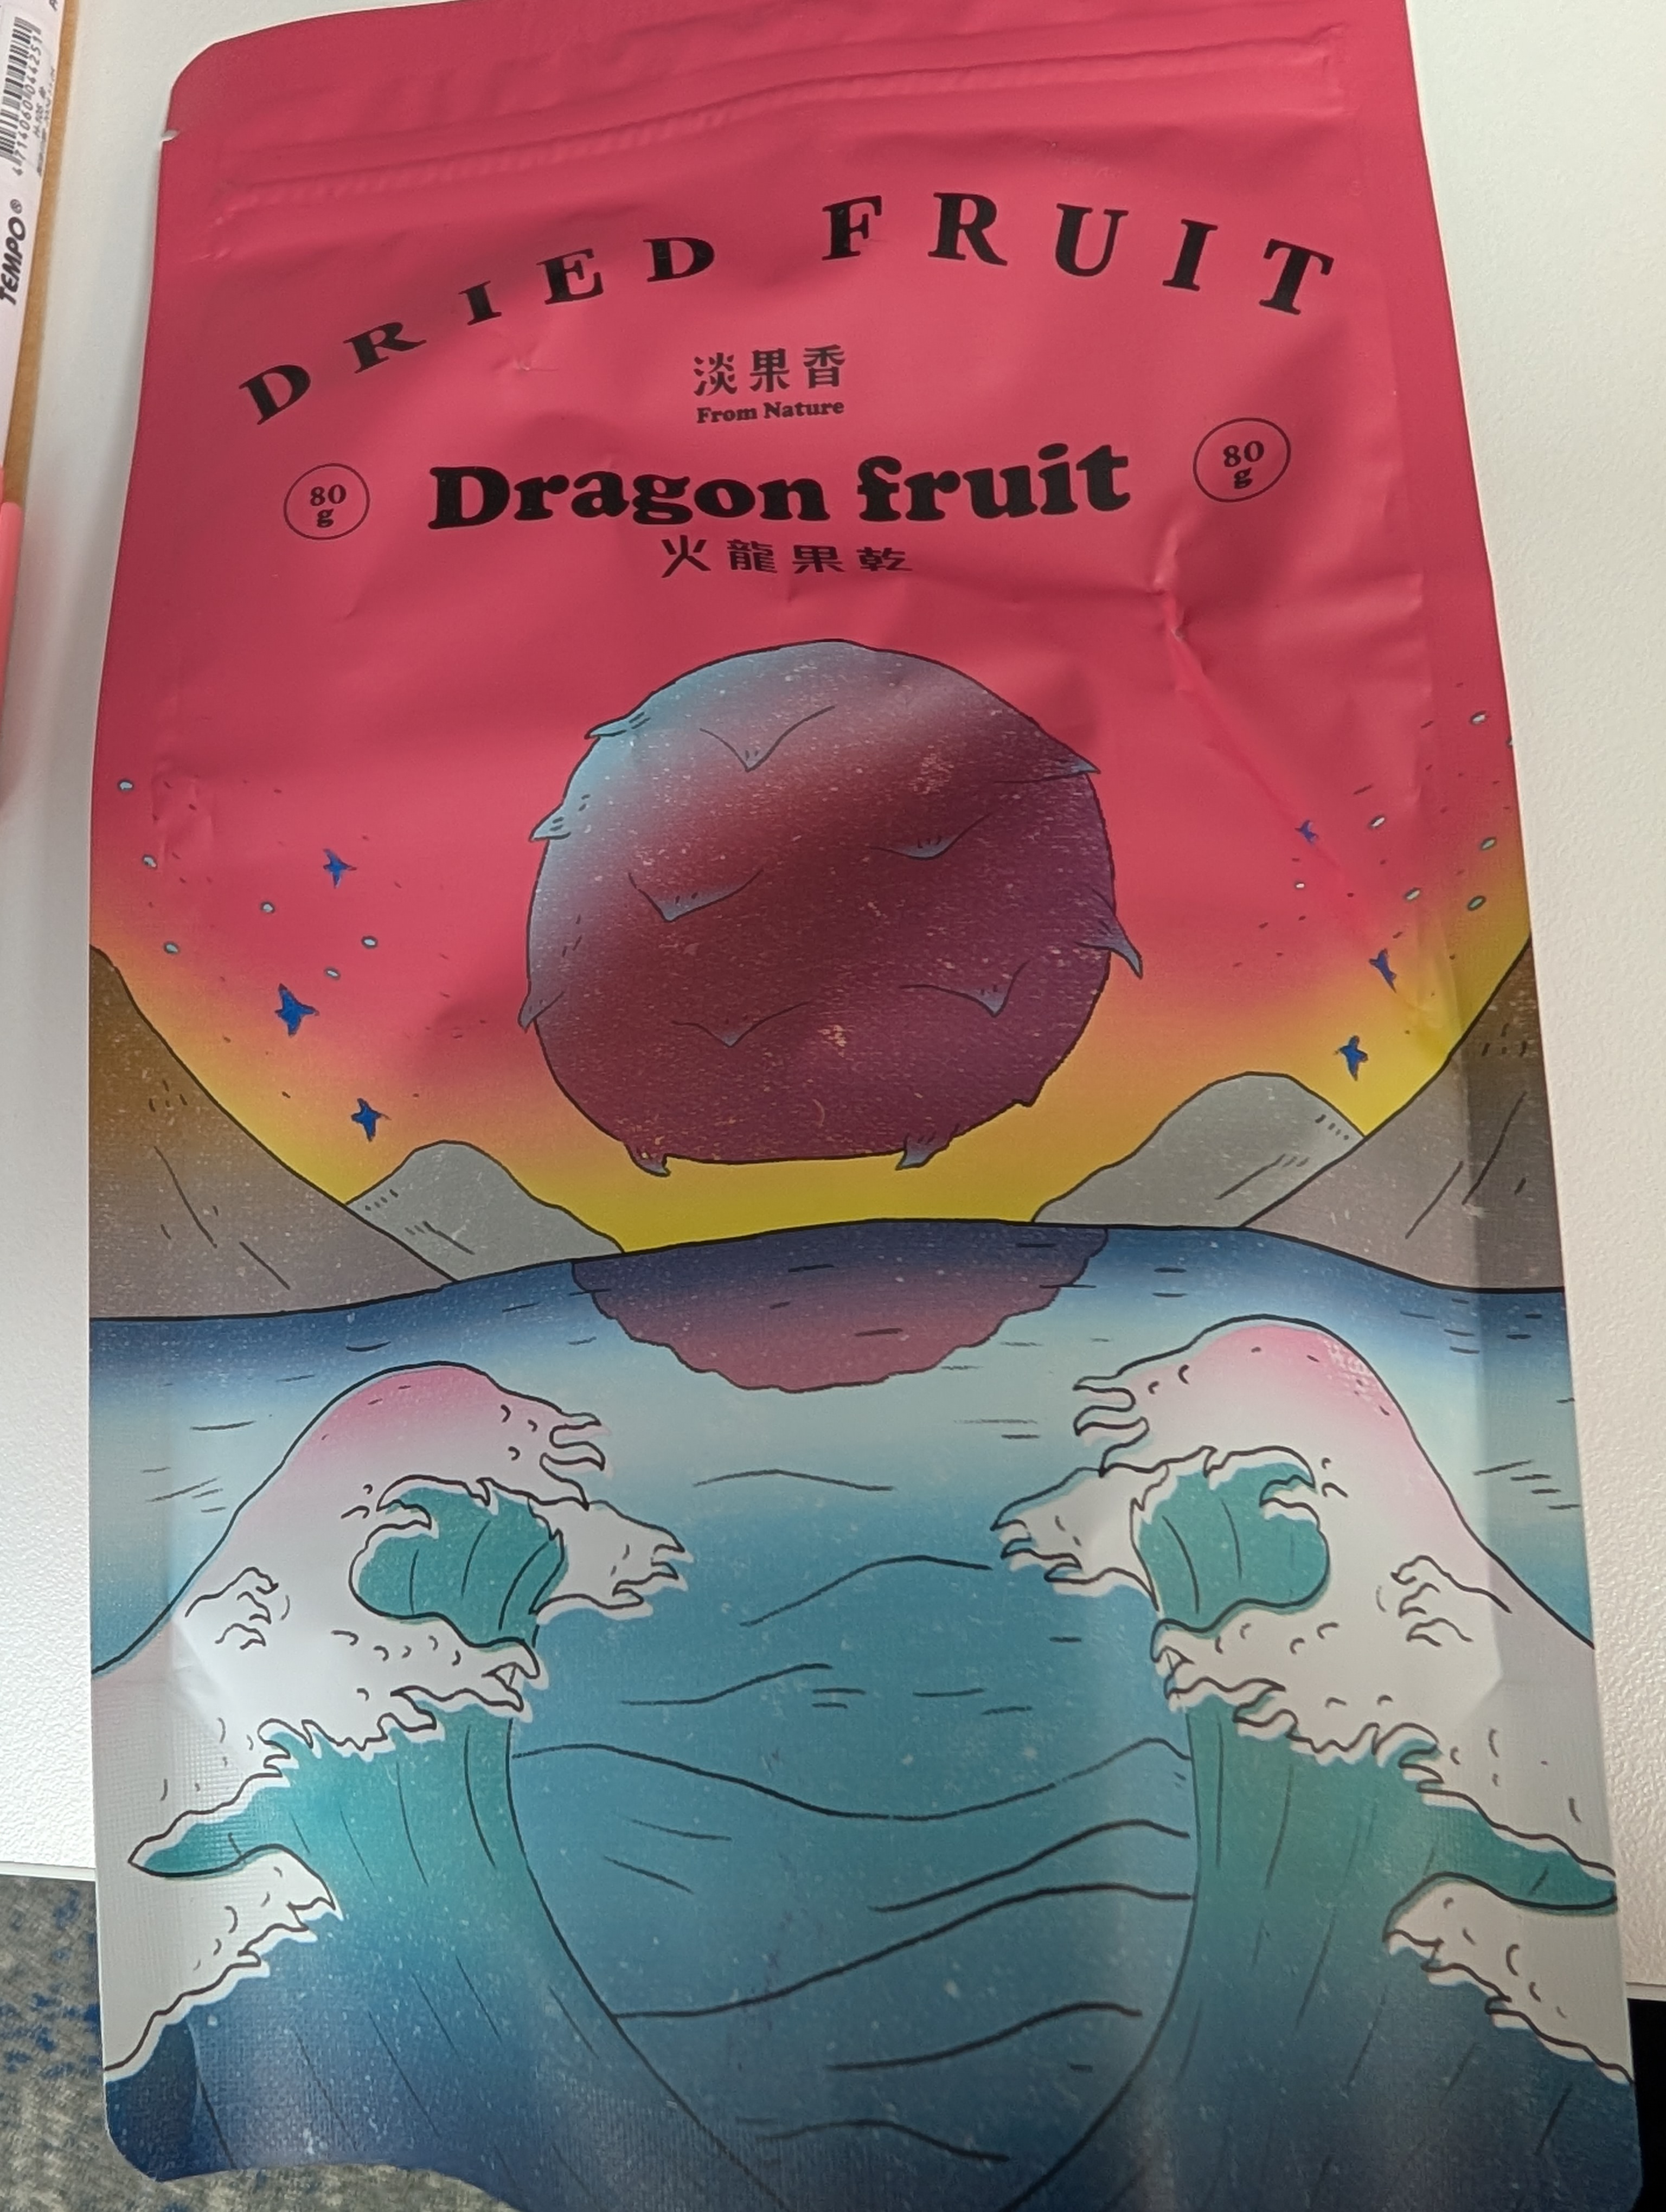 DRIED FRUIT
淡果香
From Nature
80
g
Dragon fruit
80
g
火龍果乾
TEMPO®